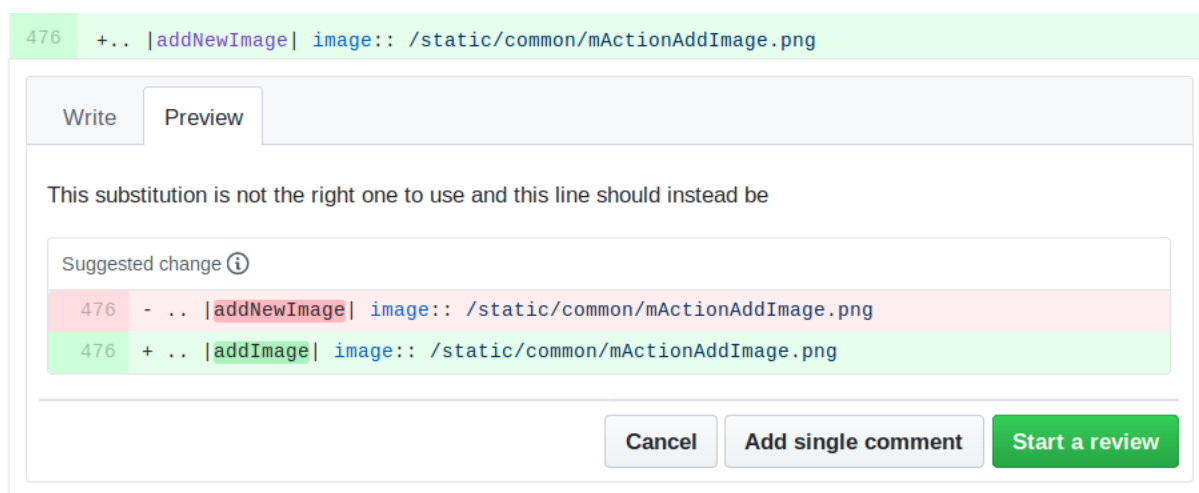 476 +.. |addNewImage| image:: /static/common/mActionAddImage.png
Write Preview
This substitution is not the right one to use and this line should instead be
Suggested change
476 - .. |addNewImage| image:: /static/common/mActionAddImage.png
476 + .. |addImage| image:: /static/common/mActionAddImage.png
Cancel Add single comment Start a review